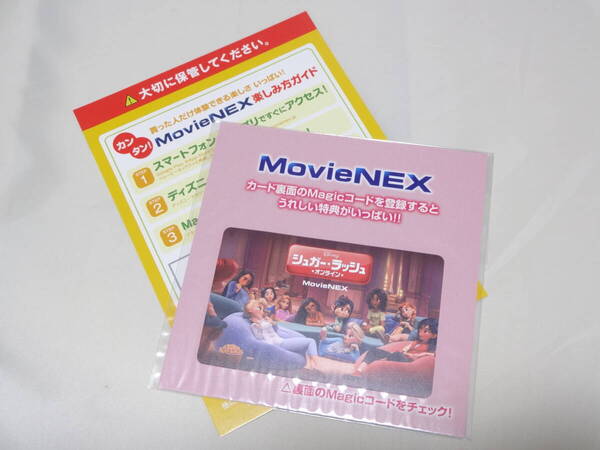 ⚠大切に保管してください。
買った人だけ体験できる楽しさ いっぱい!
カンタン!
MovieNEX楽しみ方ガイド
STEP 1 スマートフォン
リですぐにアクセス!
STEP 2 ディズニ
STEP 3 Ma
MovieNEX
カード裏面のMagicコードを登録すると
うれしい特典がいっぱい!!
Disney
シュガー・ラッシュ
・オンライン・
MovieNEX
△裏面のMagicコードをチェック!